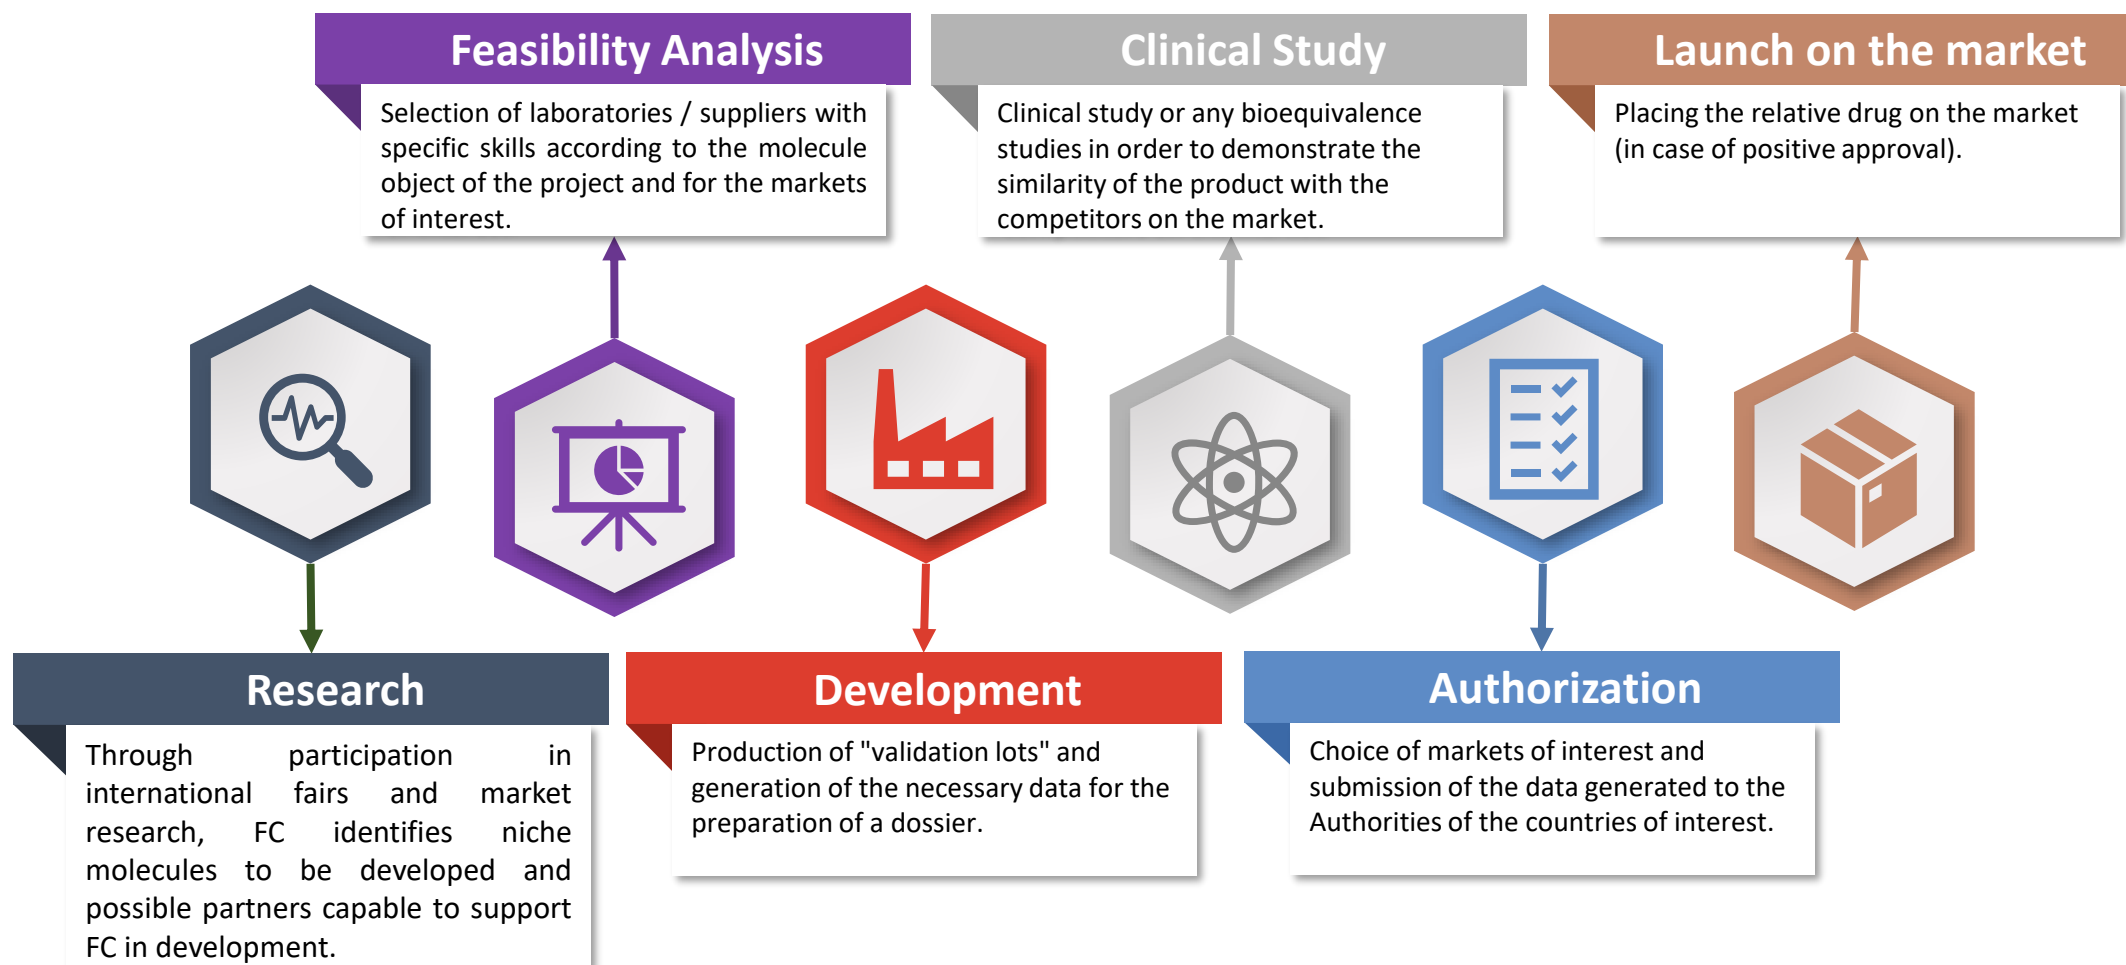 Feasibility Analysis
Selection of laboratories / suppliers with
specific skills according to the molecule
object of the project and for the markets
of interest.
Clinical Study
Clinical study or any bioequivalence
studies in order to demonstrate the
similarity of the product with the
competitors on the market.
Launch on the market
Placing the relative drug on the market
(in case of positive approval).
Research
Through participation in
international fairs and market
research, FC identifies niche
molecules to be developed and
possible partners capable to support
FC in development.
Development
Production of "validation lots" and
generation of the necessary data for the
preparation of a dossier.
Authorization
Choice of markets of interest and
submission of the data generated to the
Authorities of the countries of interest.